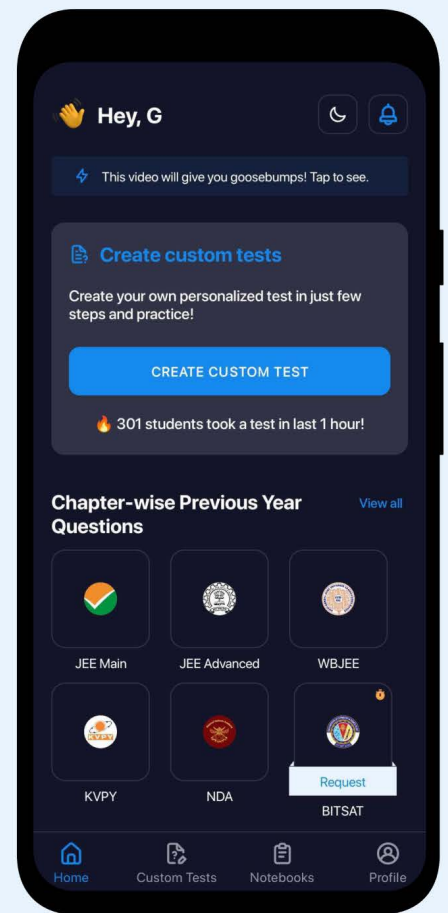 Hey, G
This video will give you goosebumps! Tap to see.
Create custom tests
Create your own personalized test in just few
steps and practice!
CREATE CUSTOM TEST
301 students took a test in last 1 hour!
Chapter-wise Previous Year
Questions
View all
JEE Main
JEE Advanced
WBJEE
KVPY
KVPY
NDA
Request
BITSAT
Home
Custom Tests
Notebooks
Profile